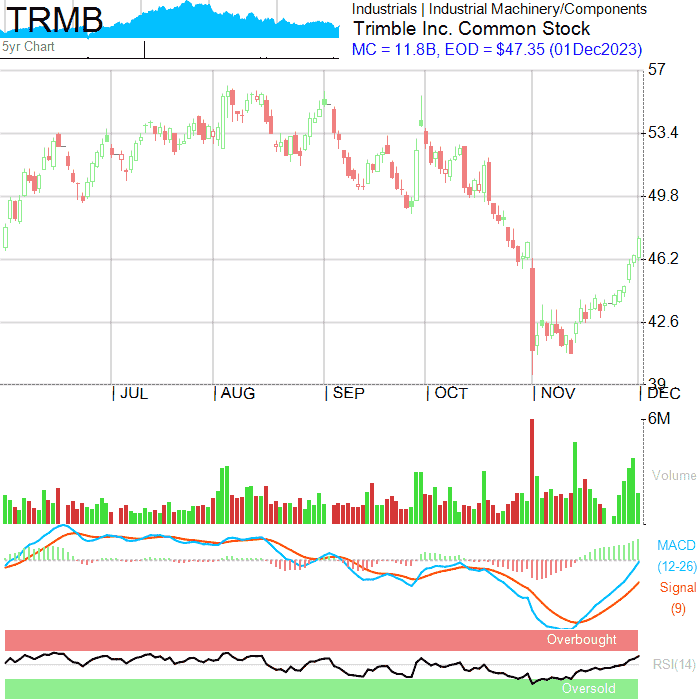 TRMB
Industrials | Industrial Machinery/Components
Trimble Inc. Common Stock
5yr Chart
MC = 11.8B, EOD = $47.35 (01Dec2023)
57
53.4
49.8
46.2
42.6
39
JUL AUG SEP OCT NOV DEC
6M
Volume
MACD
(12-26)
Signal
(9)
Overbought
RSI(14)
Oversold